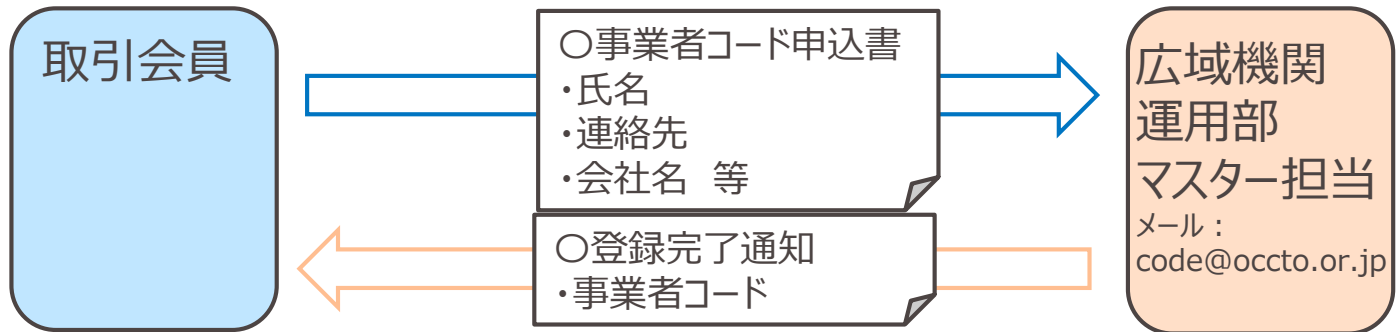 取引会員
〇事業者コード申込書
・氏名
・連絡先
・会社名　等
〇登録完了通知
・事業者コード
広域機関
運用部
マスター担当
メール：
code@occto.or.jp